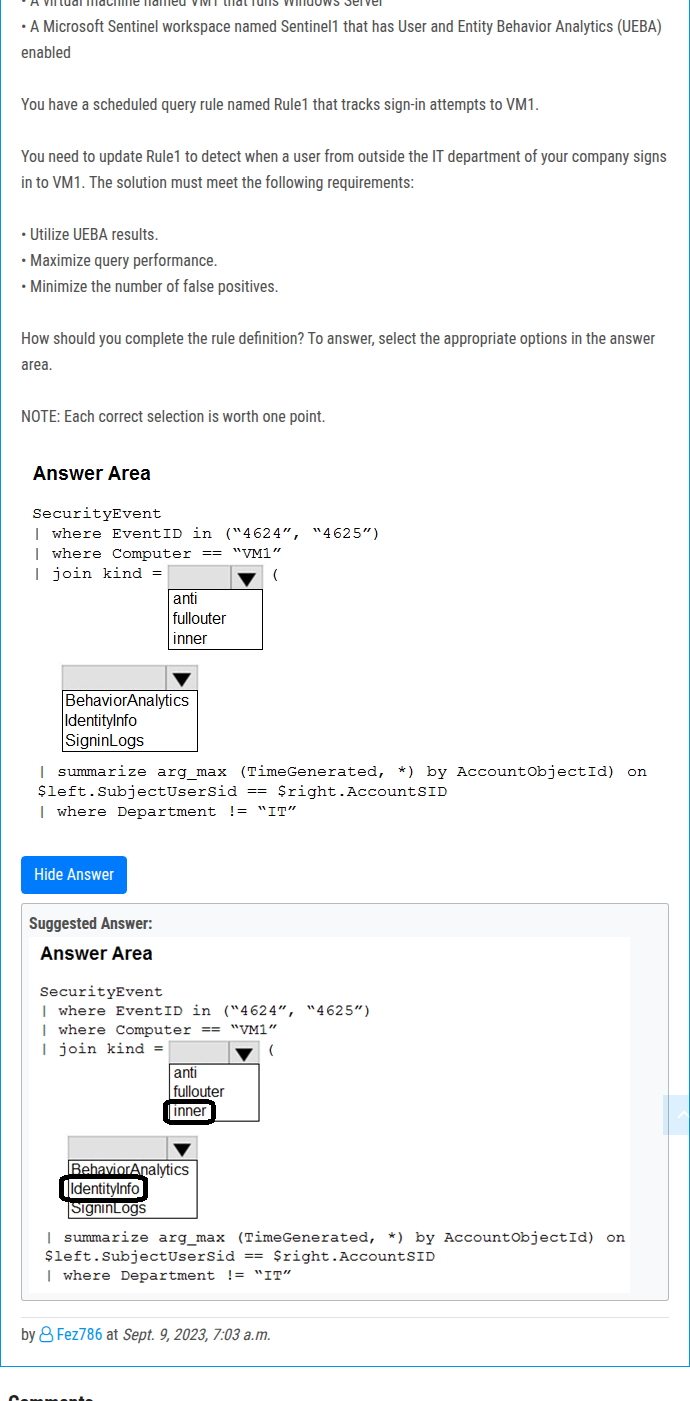 • A virtual machine named VM1 that runs Windows Server
• A Microsoft Sentinel workspace named Sentinel1 that has User and Entity Behavior Analytics (UEBA)
enabled
You have a scheduled query rule named Rule1 that tracks sign-in attempts to VM1.
You need to update Rule1 to detect when a user from outside the IT department of your company signs
in to VM1. The solution must meet the following requirements:
• Utilize UEBA results.
• Maximize query performance.
• Minimize the number of false positives.
How should you complete the rule definition? To answer, select the appropriate options in the answer
area.
NOTE: Each correct selection is worth one point.
Answer Area
SecurityEvent
| where EventID in (“4624”, “4625”)
| where Computer == “VM1”
| join kind = (
anti
fullouter
inner
BehaviorAnalytics
IdentityInfo
SigninLogs
| summarize arg_max (TimeGenerated, *) by AccountObjectId) on
$left.SubjectUserSid == $right.AccountSID
| where Department != “IT”
Hide Answer
Suggested Answer:
Answer Area
SecurityEvent
| where EventID in (“4624”, “4625”)
| where Computer == “VM1”
| join kind = (
anti
fullouter
inner
BehaviorAnalytics
IdentityInfo
SigninLogs
| summarize arg_max (TimeGenerated, *) by AccountObjectId) on
$left.SubjectUserSid == $right.AccountSID
| where Department != “IT”
by Fez786 at Sept. 9, 2023, 7:03 a.m.
Comments